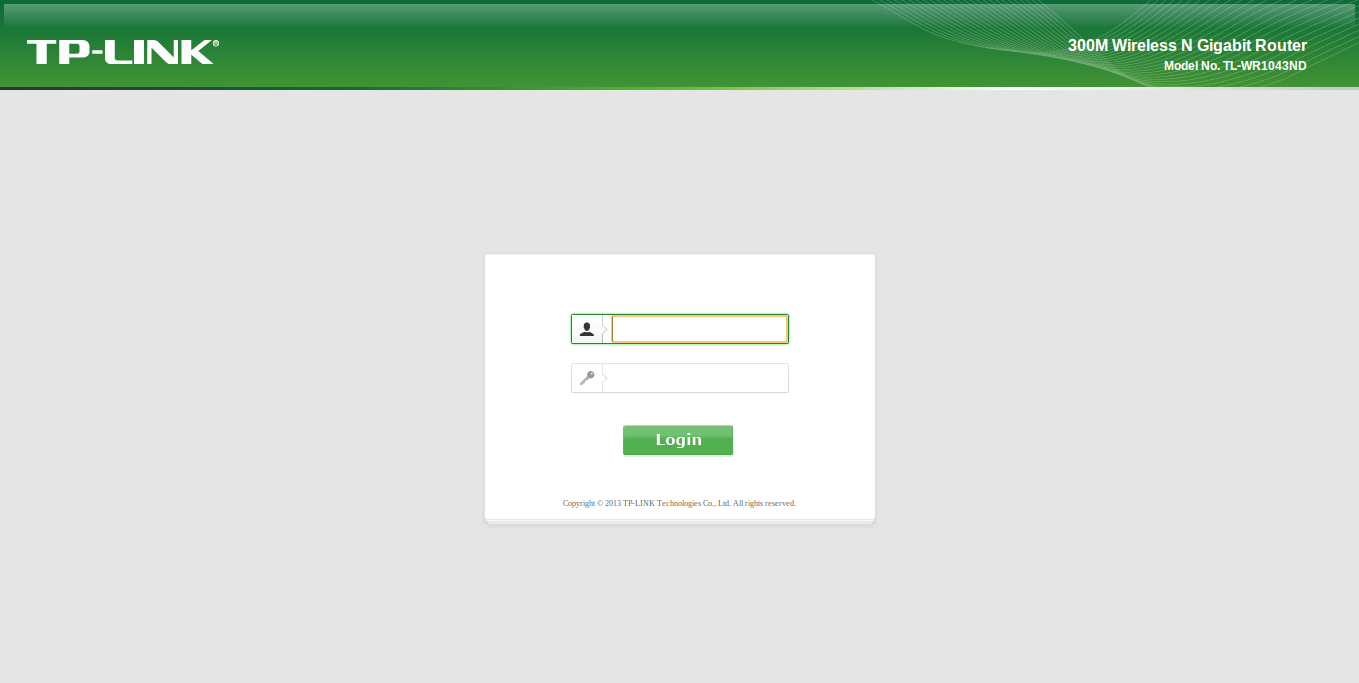 TP-LINK®
300M Wireless N Gigabit Router
Model No. TL-WR1043ND
Login
Copyright © 2013 TP-LINK Technologies Co., Ltd. All rights reserved.